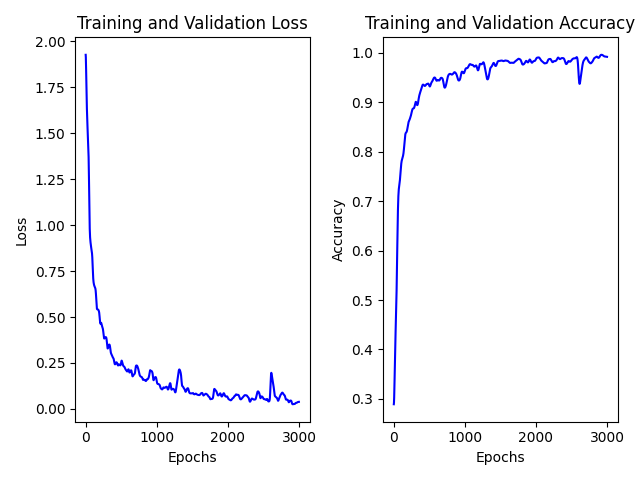 Training and Validation Loss
2.00
1.75
1.50
1.25
1.00
0.75
0.50
0.25
0.00
Loss
0 1000 2000 3000
Epochs
Training and Validation Accuracy
1.0
0.9
0.8
0.7
0.6
0.5
0.4
0.3
Accuracy
0 1000 2000 3000
Epochs